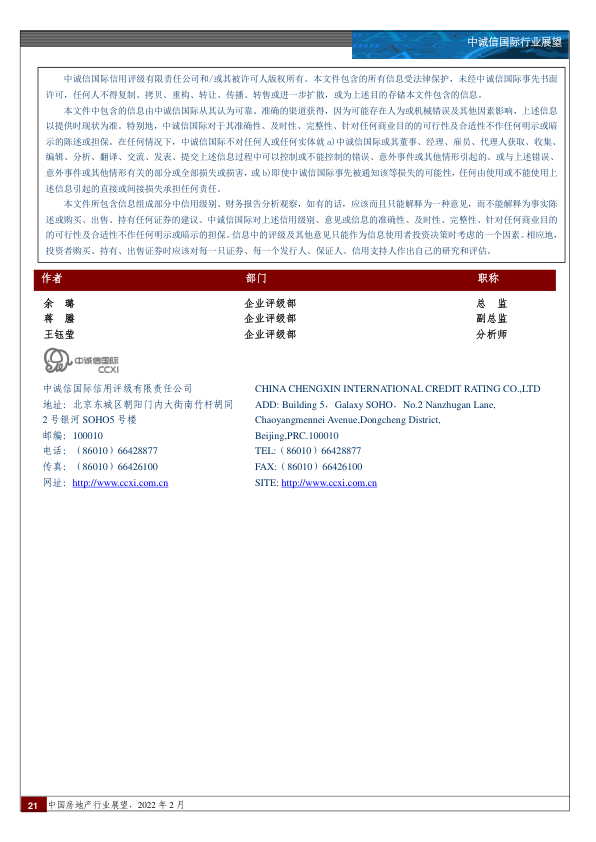 中诚信国际行业展望
中诚信国际信用评级有限责任公司和/或其被许可人版权所有。本文件包含的所有信息受法律保护，未经中诚信国际事先书面
许可，任何人不得复制、拷贝、重构、转让、传播、转售或进一步扩散，或为上述目的存储本文件包含的信息。
本文件中包含的信息由中诚信国际从其认为可靠、准确的渠道获得，因为可能存在人为或机械错误及其他因素影响，上述信息
以提供时现状为准。特别地，中诚信国际对于其准确性、及时性、完整性、针对任何商业目的的可行性及合适性不作任何明示或暗
示的陈述或担保。在任何情况下，中诚信国际不对任何人或任何实体就 a)中诚信国际或其董事、经理、雇员、代理人获取、收集、
编辑、分析、翻译、交流、发表、提交上述信息过程中可以控制或不能控制的错误、意外事件或其他情形引起的、或与上述错误、
意外事件或其他情形有关的部分或全部损失或损害，或 b)即使中诚信国际事先被通知该等损失的可能性，任何由使用或不能使用上
述信息引起的直接或间接损失承担任何责任。
本文件所包含信息组成部分中信用级别、财务报告分析观察，如有的话，应该而且只能解释为一种意见，而不能解释为事实陈
述或购买、出售、持有任何证券的建议。中诚信国际对上述信用级别、意见或信息的准确性、及时性、完整性、针对任何商业目的
的可行性及合适性不作任何明示或暗示的担保。信息中的评级及其他意见只能作为信息使用者投资决策时考虑的一个因素。相应地，
投资者购买、持有、出售证券时应该对每一只证券、每一个发行人、保证人、信用支持人作出自己的研究和评估。
作者 部门 职称
余 璐 企业评级部 总 监
蒋 螣 企业评级部 副总监
王钰莹 企业评级部 分析师
中诚信国际
CCXI
中诚信国际信用评级有限责任公司
地址：北京东城区朝阳门内大街南竹杆胡同
2 号银河 SOHO5 号楼
邮编：100010
电话：（86010）66428877
传真：（86010）66426100
网址：http://www.ccxi.com.cn
CHINA CHENGXIN INTERNATIONAL CREDIT RATING CO.,LTD
ADD: Building 5，Galaxy SOHO，No.2 Nanzhugan Lane,
Chaoyangmennei Avenue,Dongcheng District,
Beijing,PRC.100010
TEL:（86010）66428877
FAX:（86010）66426100
SITE: http://www.ccxi.com.cn
21 中国房地产行业展望，2022 年 2 月